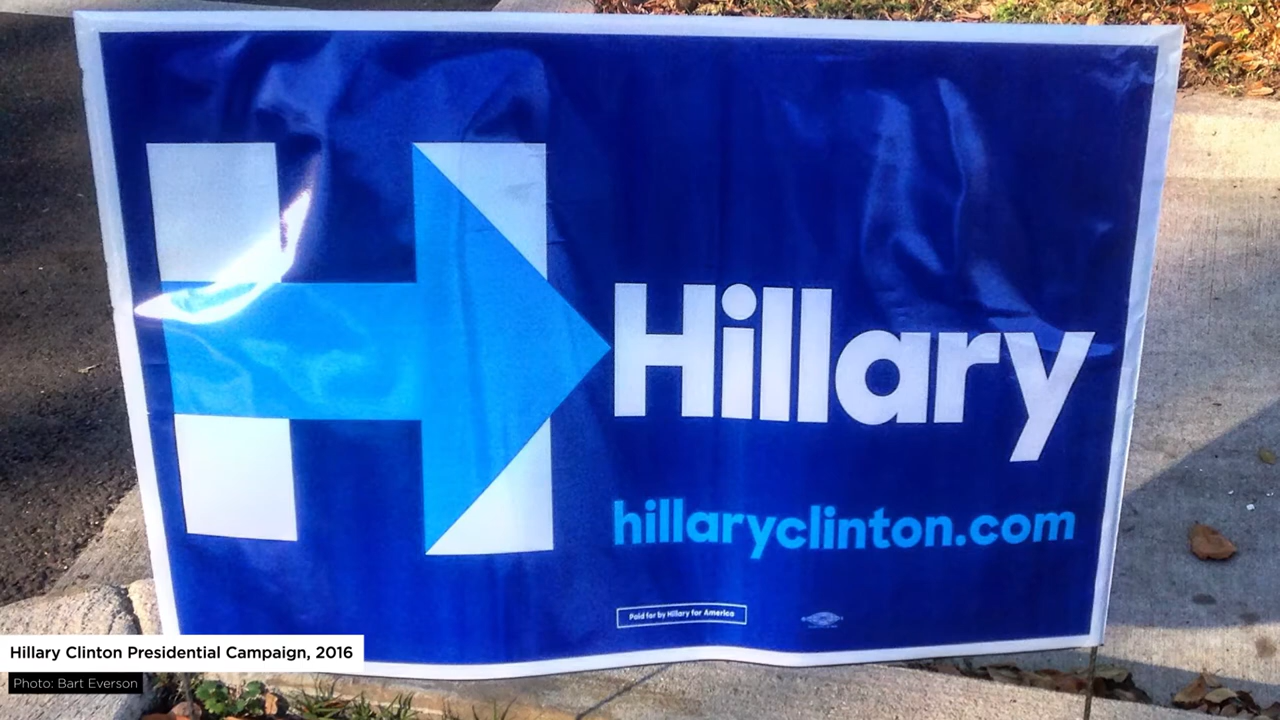 Hillary
hillaryclinton.com
Paid for by Hillary for America
Hillary Clinton Presidential Campaign, 2016
Photo: Bart Everson